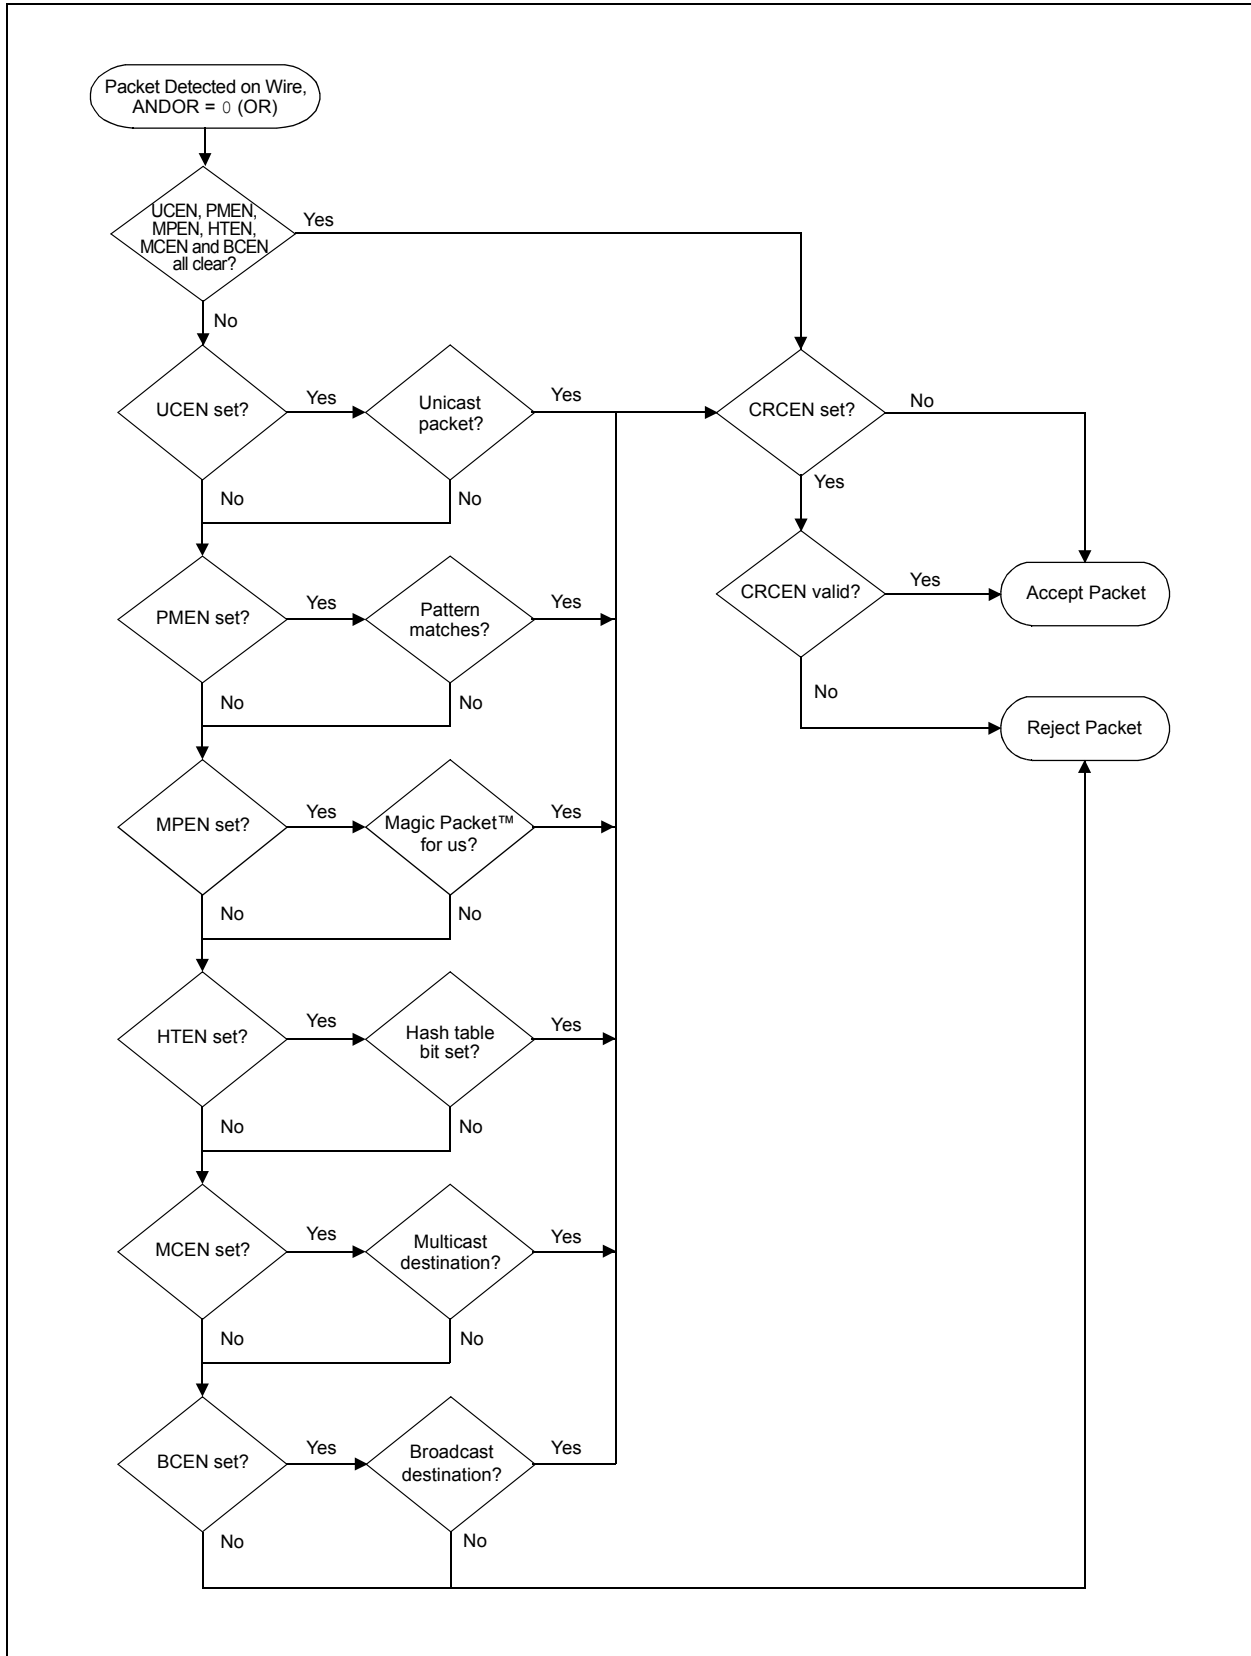 Packet Detected on Wire,
ANDOR = 0 (OR)
UCEN, PMEN,
MPEN, HTEN,
MCEN and BCEN
all clear?
Yes
No
UCEN set?
Yes
Unicast
packet?
Yes
CRCEN set?
No
No
No
Yes
PMEN set?
Yes
Pattern
matches?
Yes
CRCEN valid?
Yes
Accept Packet
No
No
No
Reject Packet
MPEN set?
Yes
Magic Packet™
for us?
Yes
No
No
HTEN set?
Yes
Hash table
bit set?
Yes
No
No
MCEN set?
Yes
Multicast
destination?
Yes
No
No
BCEN set?
Yes
Broadcast
destination?
Yes
No
No